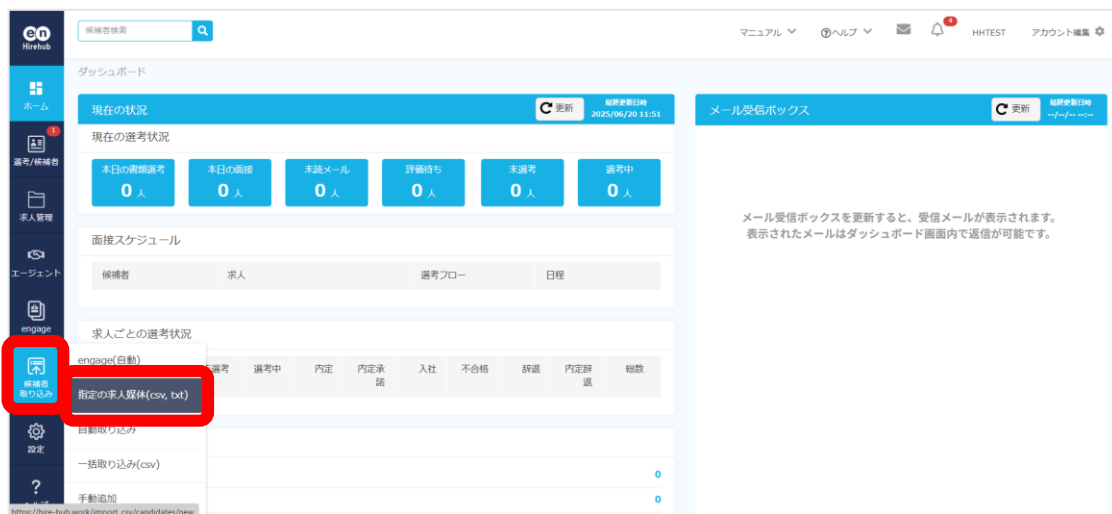 en
Hirehub
候補者検索
マニュアル
?ヘルプ
4
HHTEST
アカウント編集
ダッシュボード
ホーム
1
選考/候補者
求人管理
エージェント
engage
候補者
取り込み
設定
?
現在の状況
更新
最終更新日時
2025/06/20 11:51
現在の選考状況
本日の書類選考
0人
本日の面接
0人
未読メール
0人
評価待ち
0人
未選考
0人
選考中
0人
面接スケジュール
候補者 求人 選考フロー 日程
求人ごとの選考状況
選考 選考中 内定 内定承諾 入社 不合格 辞退 内定辞退 総数
engage(自動)
指定の求人媒体(csv, txt)
自動取り込み
一括取り込み(csv)
手動追加
0
0
https://hire-hub.work/import_csv/candidates/new
メール受信ボックス
更新
最終更新日時
--/--/-- --:--
メール受信ボックスを更新すると、受信メールが表示されます。
表示されたメールはダッシュボード画面内で返信が可能です。